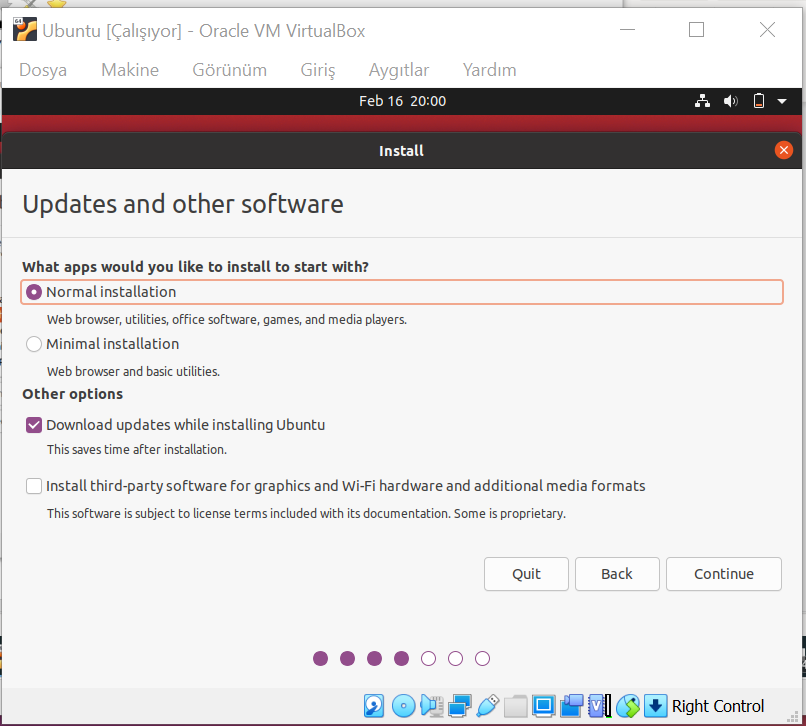 Ubuntu [Çalışıyor] - Oracle VM VirtualBox
Dosya Makine Görünüm Giriş Aygıtlar Yardım
Feb 16 20:00
Install
Updates and other software
What apps would you like to install to start with?
Normal installation
Web browser, utilities, office software, games, and media players.
Minimal installation
Web browser and basic utilities.
Other options
Download updates while installing Ubuntu
This saves time after installation.
Install third-party software for graphics and Wi-Fi hardware and additional media formats
This software is subject to license terms included with its documentation. Some is proprietary.
Quit Back Continue
Right Control